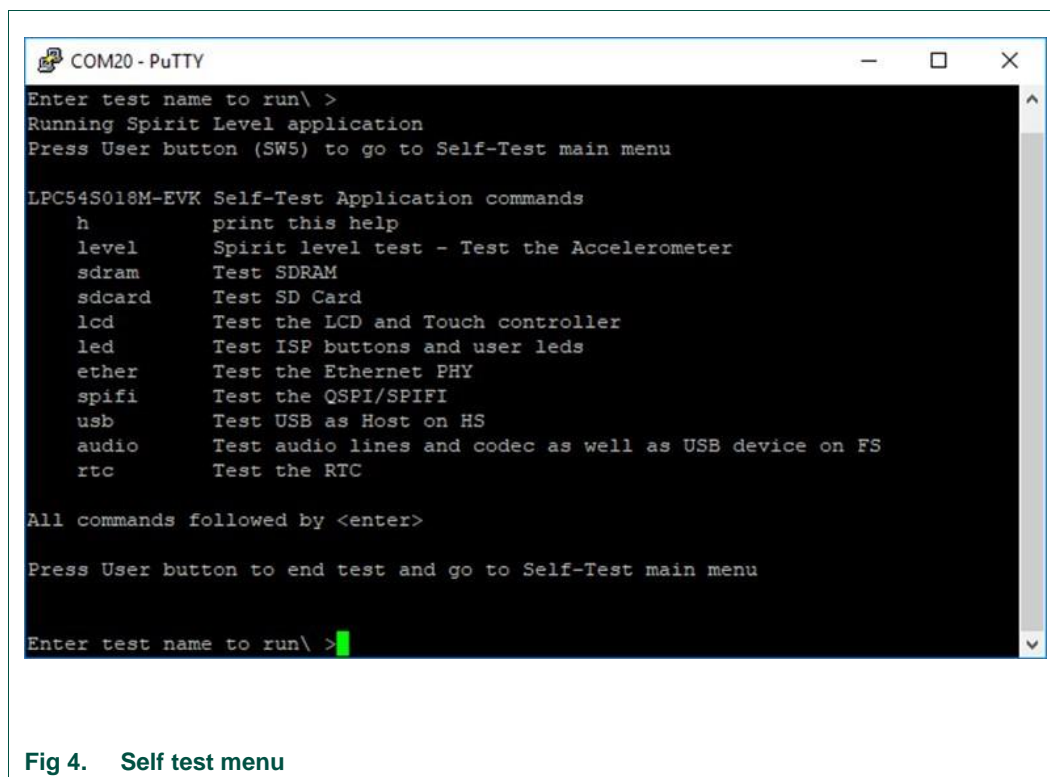 COM20 - PuTTY
Enter test name to run\ >
Running Spirit Level application
Press User button (SW5) to go to Self-Test main menu
LPC54S018M-EVK Self-Test Application commands
h print this help
level Spirit level test - Test the Accelerometer
sdram Test SDRAM
sdcard Test SD Card
lcd Test the LCD and Touch controller
led Test ISP buttons and user leds
ether Test the Ethernet PHY
spifi Test the QSPI/SPIFI
usb Test USB as Host on HS
audio Test audio lines and codec as well as USB device on FS
rtc Test the RTC
All commands followed by <enter>
Press User button to end test and go to Self-Test main menu
Enter test name to run\ >
Fig 4. Self test menu